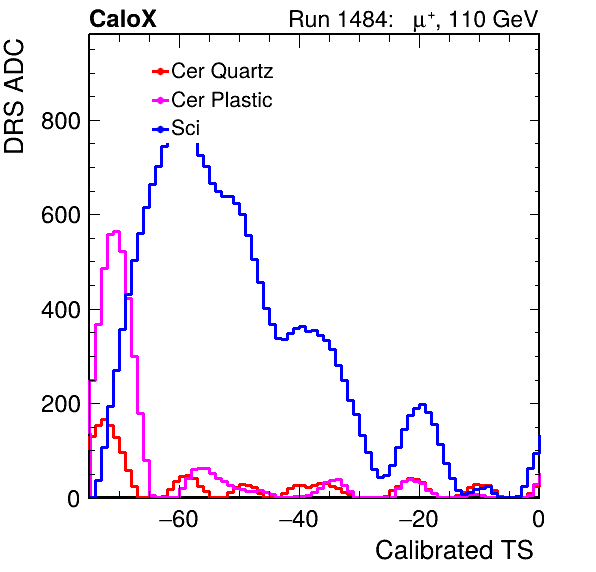 CaloX Run 1484: μ⁺, 110 GeV
DRS ADC
Cer Quartz
Cer Plastic
Sci
800
600
400
200
0
−60 −40 −20 0
Calibrated TS